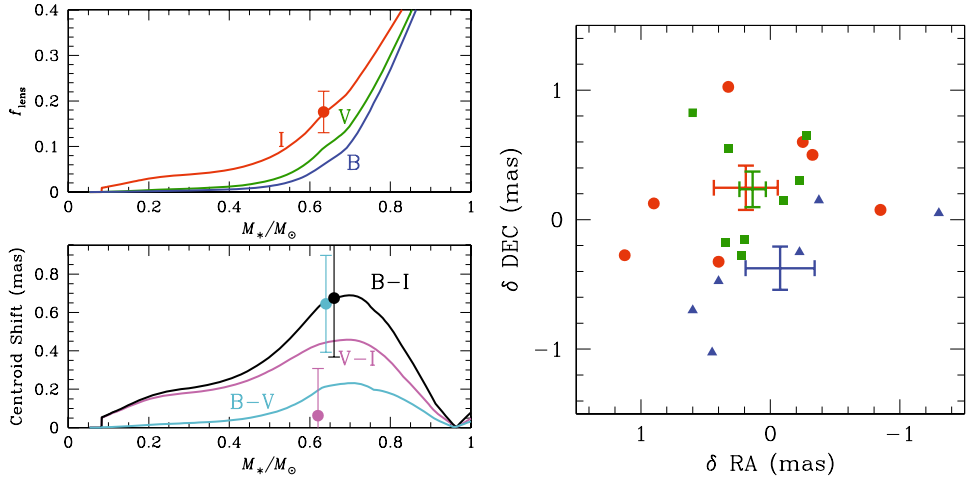 0.4
0.3
0.2
0.1
0
f_lens
I
V
B
0 0.2 0.4 0.6 0.8 1
M_*/M_⊙
0.8
0.6
0.4
0.2
0
Centroid Shift (mas)
B−I
V−I
B−V
0 0.2 0.4 0.6 0.8 1
M_*/M_⊙
1
0
−1
δ DEC (mas)
1 0 −1
δ RA (mas)